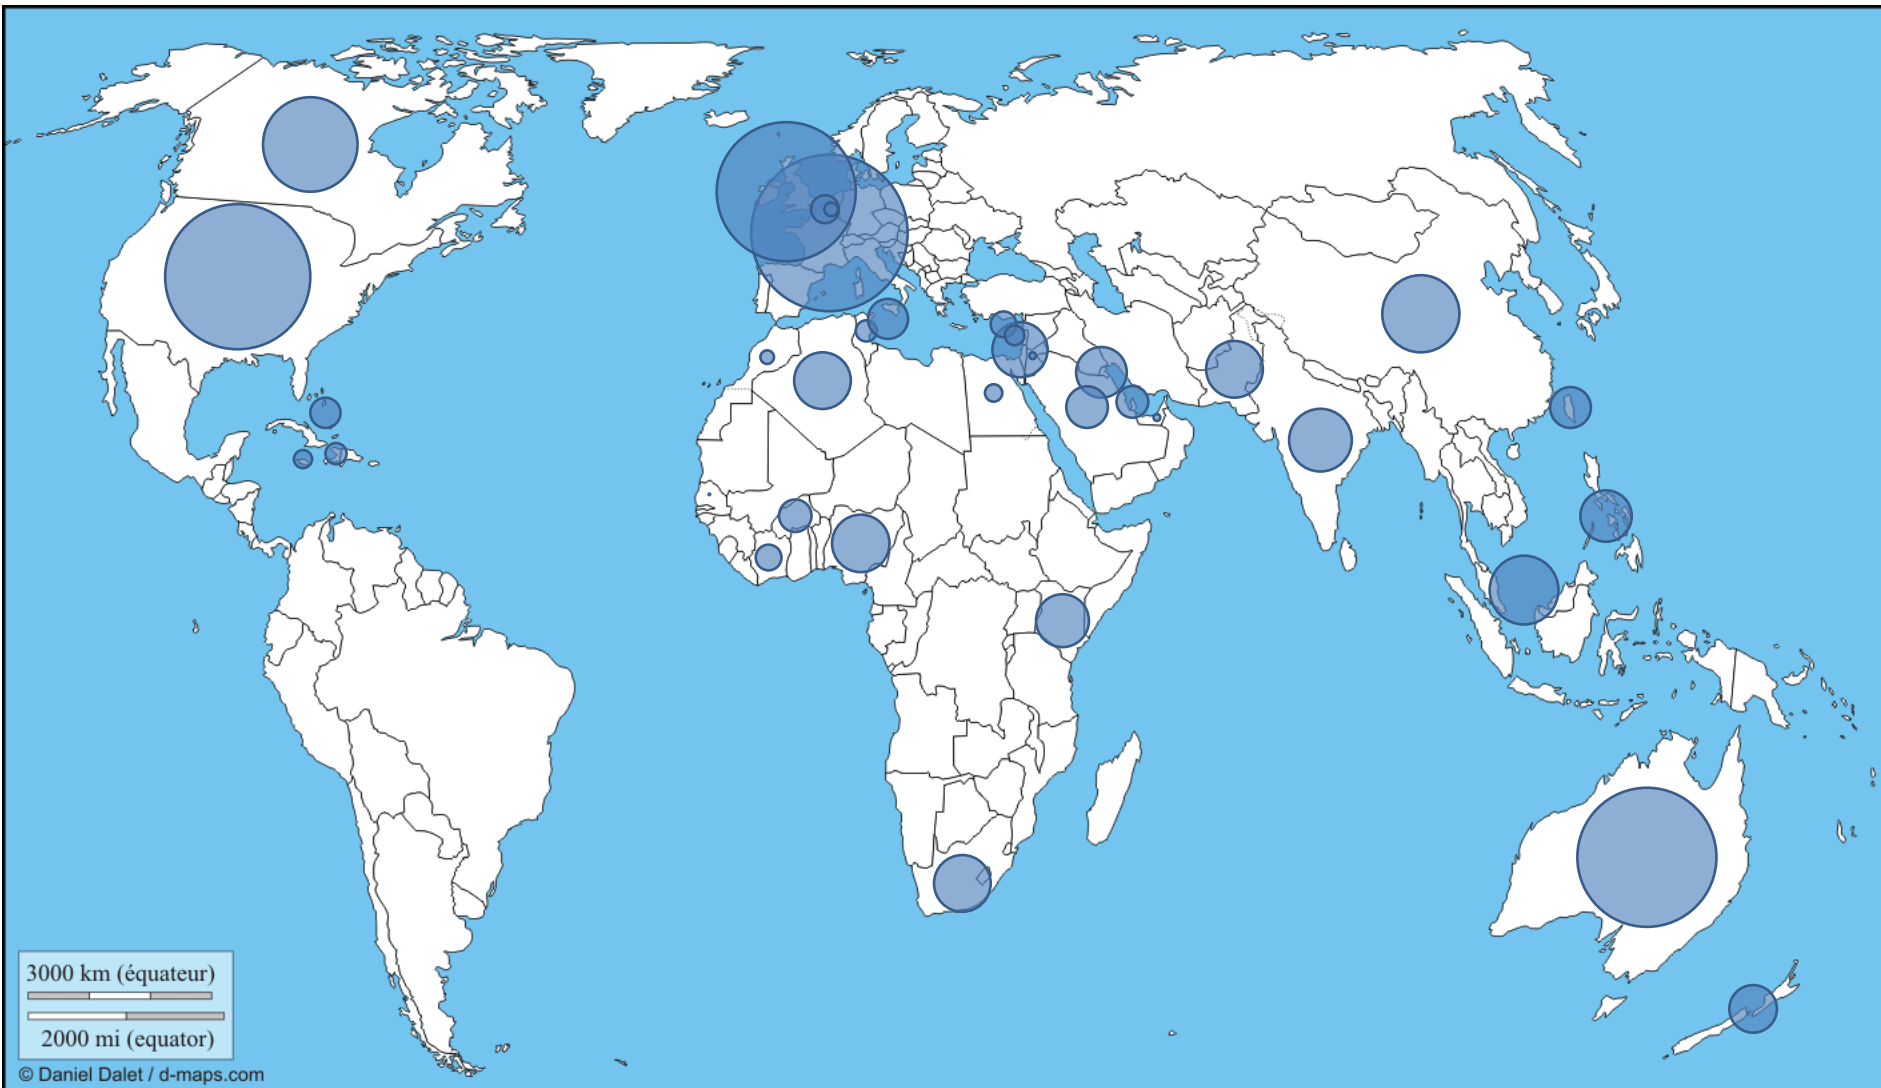 3000 km (équateur)
2000 mi (equator)
© Daniel Dalet / d-maps.com